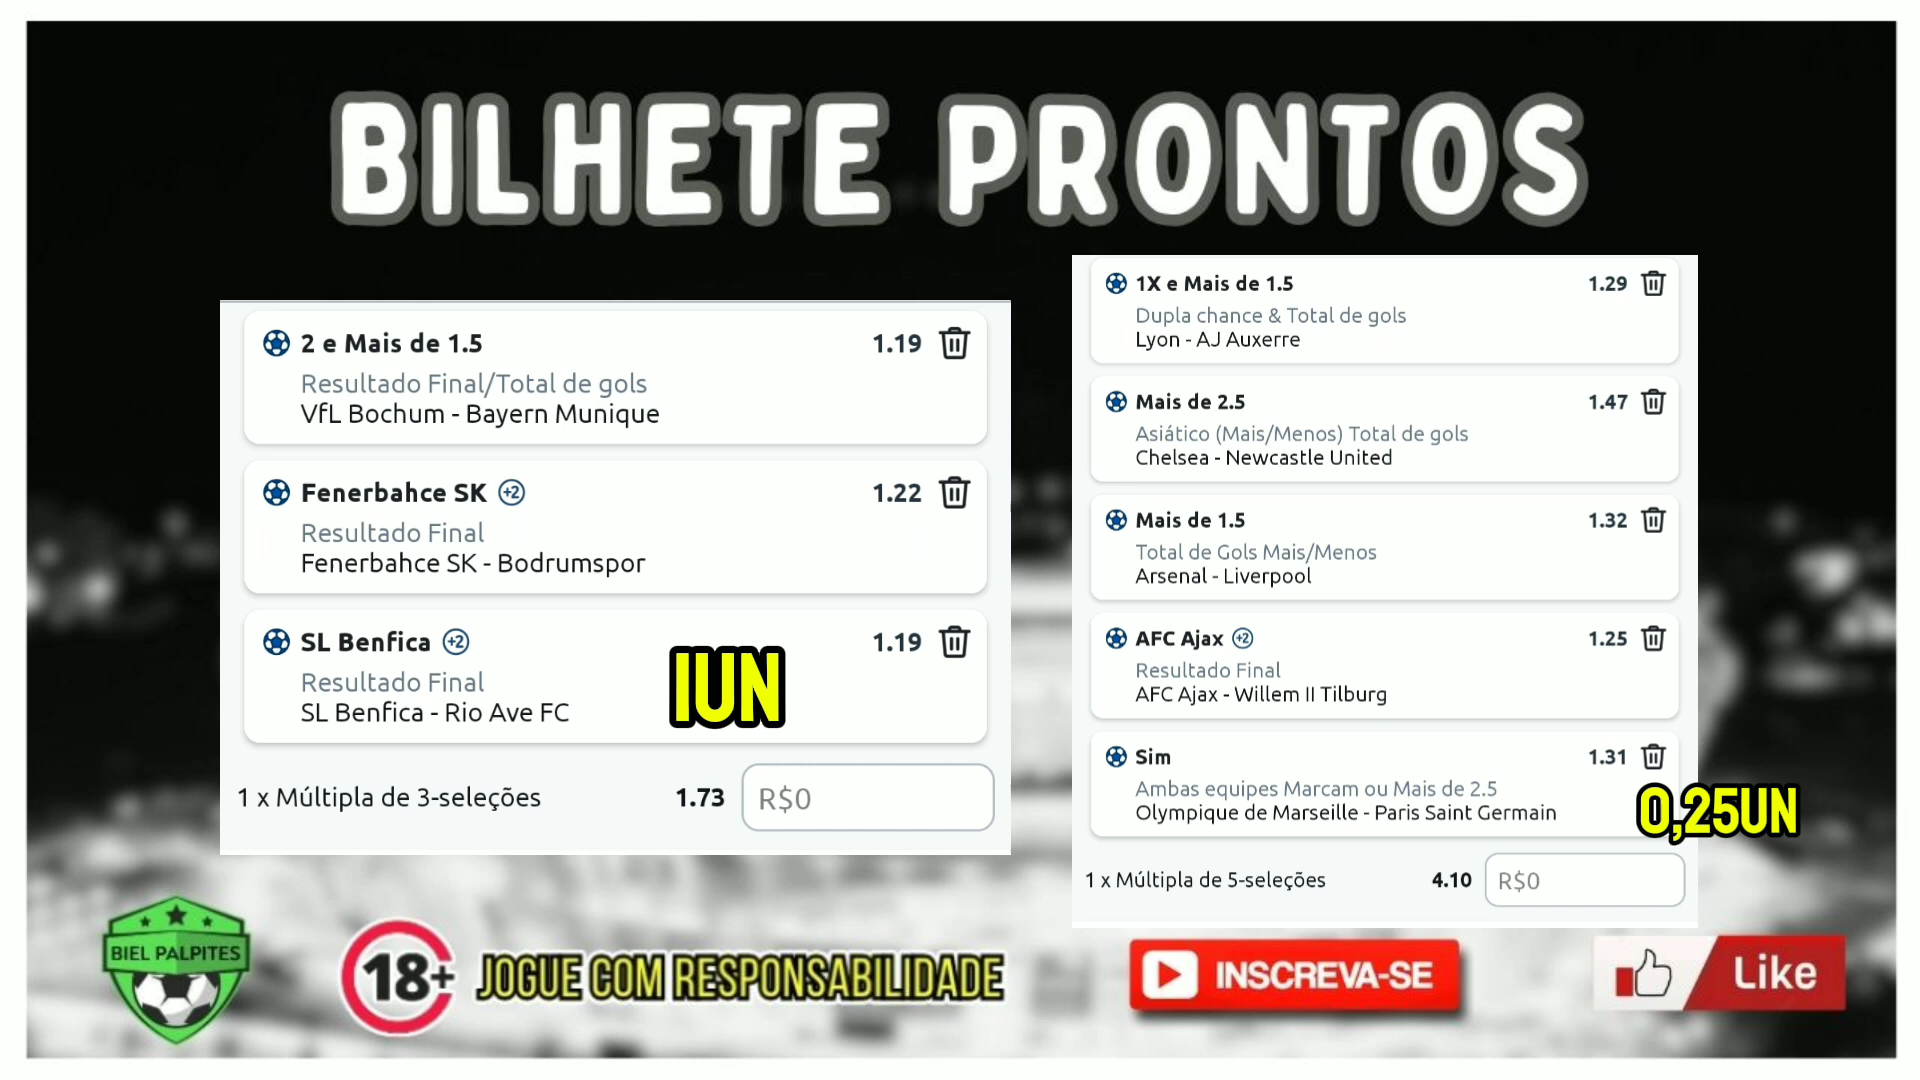 BILHETE PRONTOS
2 e Mais de 1.5 1.19
Resultado Final/Total de gols
VfL Bochum - Bayern Munique
Fenerbahce SK +2 1.22
Resultado Final
Fenerbahce SK - Bodrumspor
SL Benfica +2 1.19
Resultado Final
SL Benfica - Rio Ave FC
1UN
1 x Múltipla de 3-seleções 1.73 R$0
1X e Mais de 1.5 1.29
Dupla chance & Total de gols
Lyon - AJ Auxerre
Mais de 2.5 1.47
Asiático (Mais/Menos) Total de gols
Chelsea - Newcastle United
Mais de 1.5 1.32
Total de Gols Mais/Menos
Arsenal - Liverpool
AFC Ajax +2 1.25
Resultado Final
AFC Ajax - Willem II Tilburg
Sim 1.31
Ambas equipes Marcam ou Mais de 2.5
Olympique de Marseille - Paris Saint Germain
0,25UN
1 x Múltipla de 5-seleções 4.10 R$0
BIEL PALPITES
18+ JOGUE COM RESPONSABILIDADE
INSCREVA-SE
Like